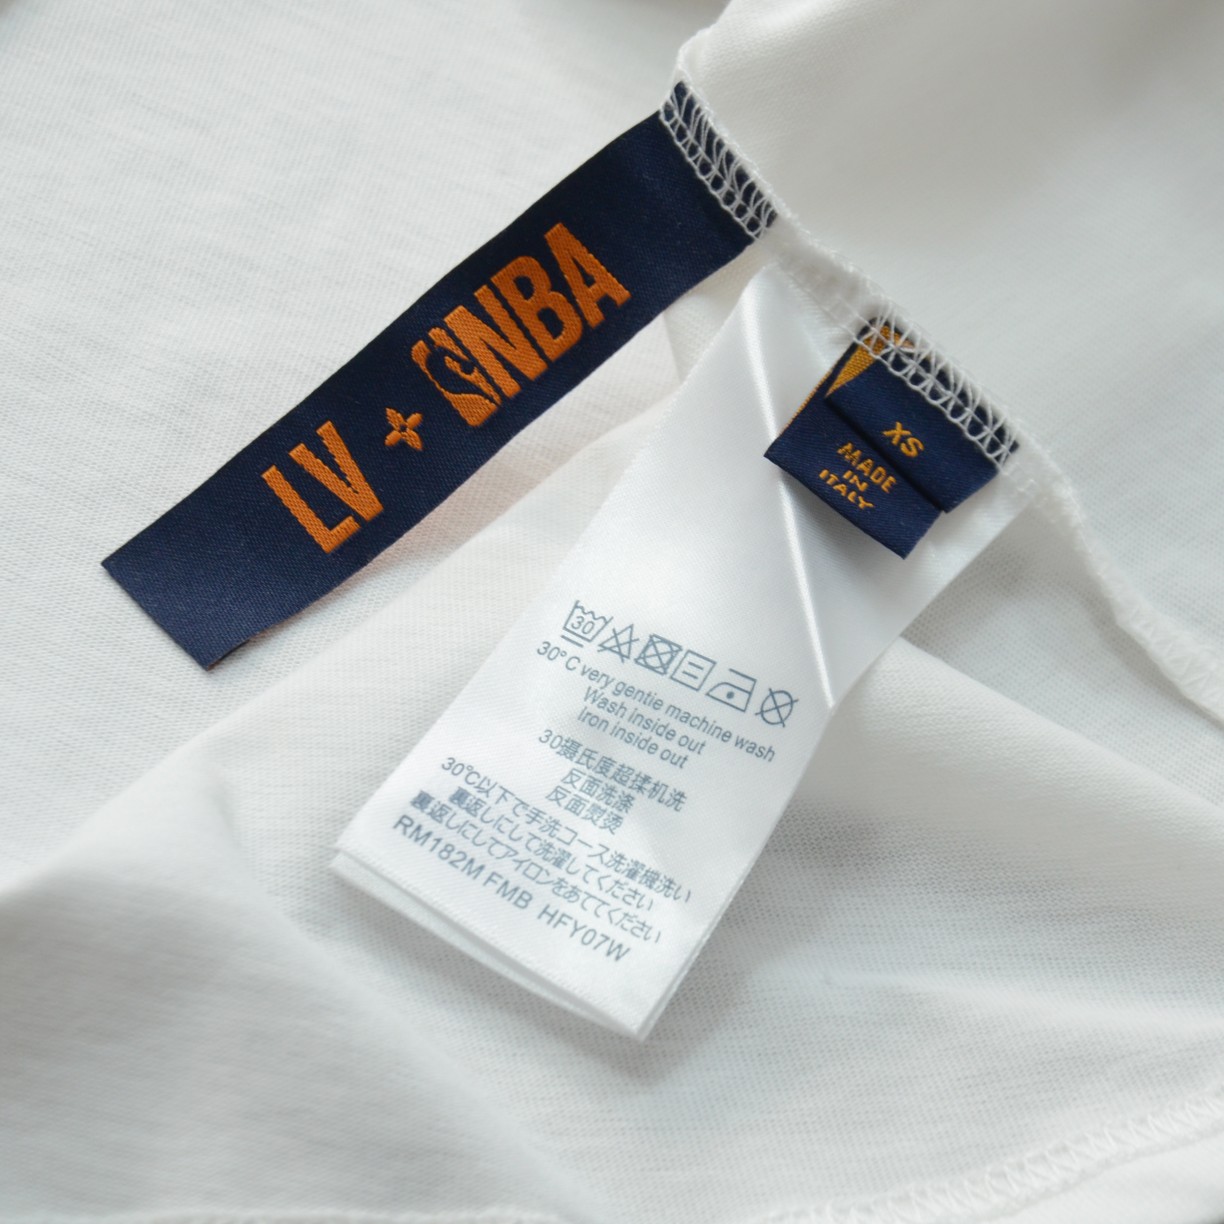 LV NBA
XS
MADE
IN
ITALY
30
30°C very gentie machine wash
Wash inside out
Iron inside out
30摄氏度超揉机洗
反面洗涤
反面熨烫
30℃以下で手洗コース洗濯機洗い
裏返しにして洗濯してください
裏返しにしてアイロンをあててください
RM182M FMB HFY07W